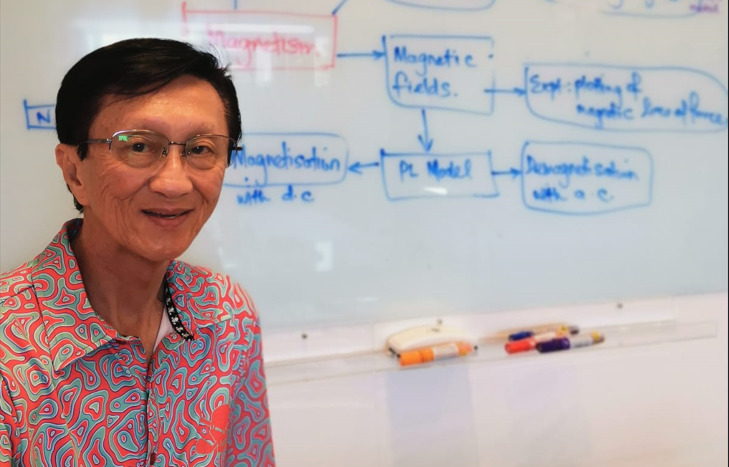 Magnetism.
Magnetic
fields.
Expt: plotting of
magnetic lines of force
N
Magnetisation
with d.c
PL Model
Demagnetisation
with a.c.